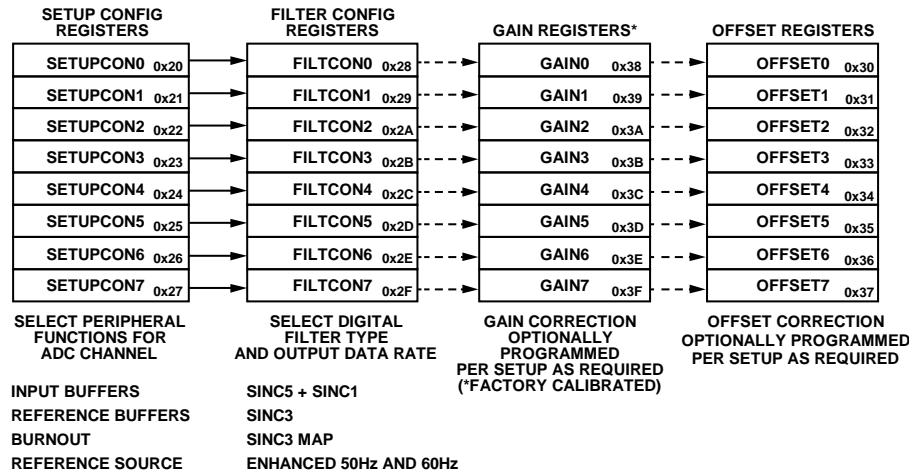 SETUP CONFIG
REGISTERS
FILTER CONFIG
REGISTERS
GAIN REGISTERS*
OFFSET REGISTERS
SETUPCON0 0x20
FILTCON0 0x28
GAIN0 0x38
OFFSET0 0x30
SETUPCON1 0x21
FILTCON1 0x29
GAIN1 0x39
OFFSET1 0x31
SETUPCON2 0x22
FILTCON2 0x2A
GAIN2 0x3A
OFFSET2 0x32
SETUPCON3 0x23
FILTCON3 0x2B
GAIN3 0x3B
OFFSET3 0x33
SETUPCON4 0x24
FILTCON4 0x2C
GAIN4 0x3C
OFFSET4 0x34
SETUPCON5 0x25
FILTCON5 0x2D
GAIN5 0x3D
OFFSET5 0x35
SETUPCON6 0x26
FILTCON6 0x2E
GAIN6 0x3E
OFFSET6 0x36
SETUPCON7 0x27
FILTCON7 0x2F
GAIN7 0x3F
OFFSET7 0x37
SELECT PERIPHERAL
FUNCTIONS FOR
ADC CHANNEL
SELECT DIGITAL
FILTER TYPE
AND OUTPUT DATA RATE
GAIN CORRECTION
OPTIONALLY
PROGRAMMED
PER SETUP AS REQUIRED
(*FACTORY CALIBRATED)
OFFSET CORRECTION
OPTIONALLY PROGRAMMED
PER SETUP AS REQUIRED
INPUT BUFFERS
REFERENCE BUFFERS
BURNOUT
REFERENCE SOURCE
SINC5 + SINC1
SINC3
SINC3 MAP
ENHANCED 50Hz AND 60Hz